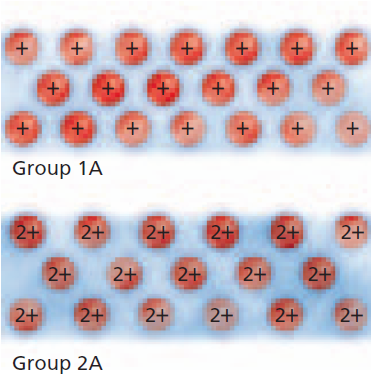 + + + + + + +
+ + + + + +
+ + + + + + +
Group 1A
2+ 2+ 2+ 2+ 2+ 2+
2+ 2+ 2+ 2+ 2+
2+ 2+ 2+ 2+ 2+ 2+
Group 2A